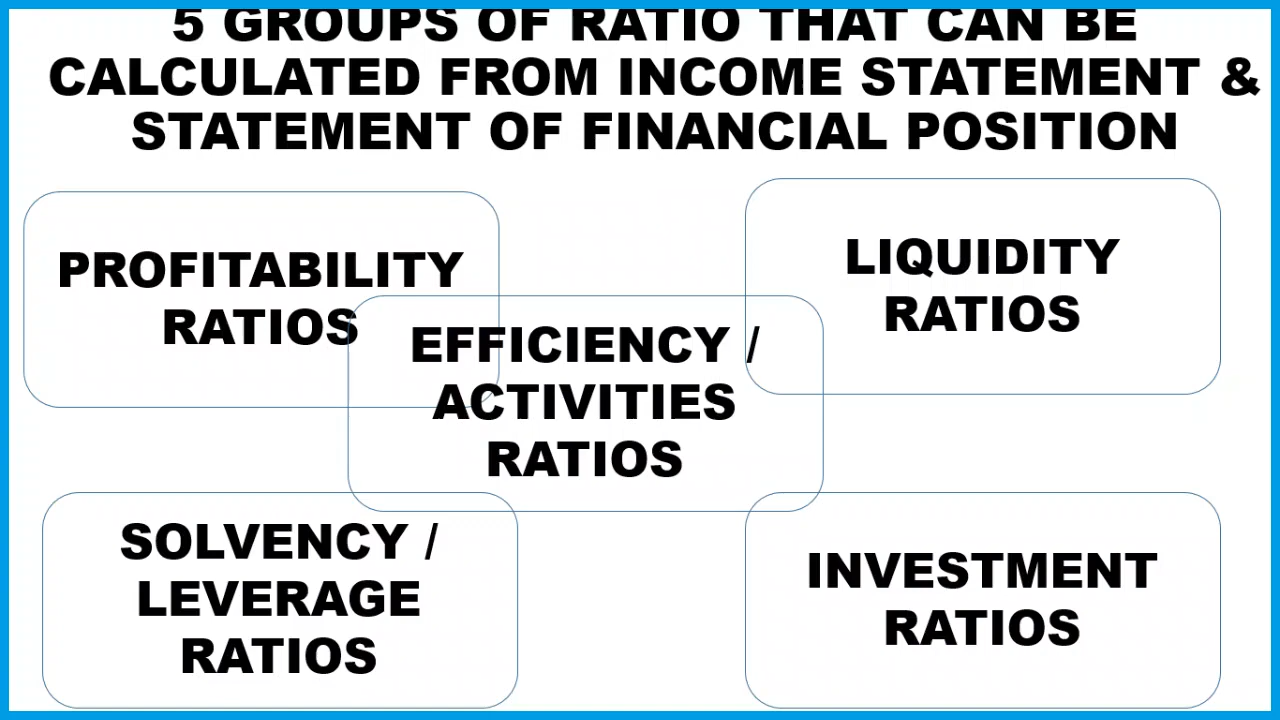 5 GROUPS OF RATIO THAT CAN BE
CALCULATED FROM INCOME STATEMENT &
STATEMENT OF FINANCIAL POSITION
PROFITABILITY
RATIOS
LIQUIDITY
RATIOS
EFFICIENCY /
ACTIVITIES
RATIOS
SOLVENCY /
LEVERAGE
RATIOS
INVESTMENT
RATIOS